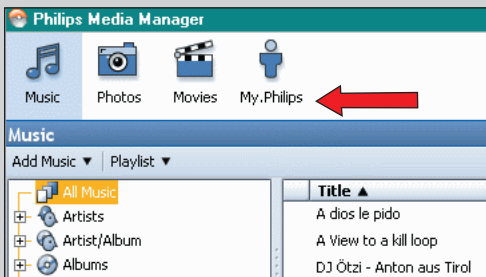 Philips Media Manager
Music Photos Movies My.Philips
Music
Add Music ▼ Playlist ▼
All Music
Artists
Artist/Album
Albums
Title ▲
A dios le pido
A View to a kill loop
DJ Ötzi - Anton aus Tirol